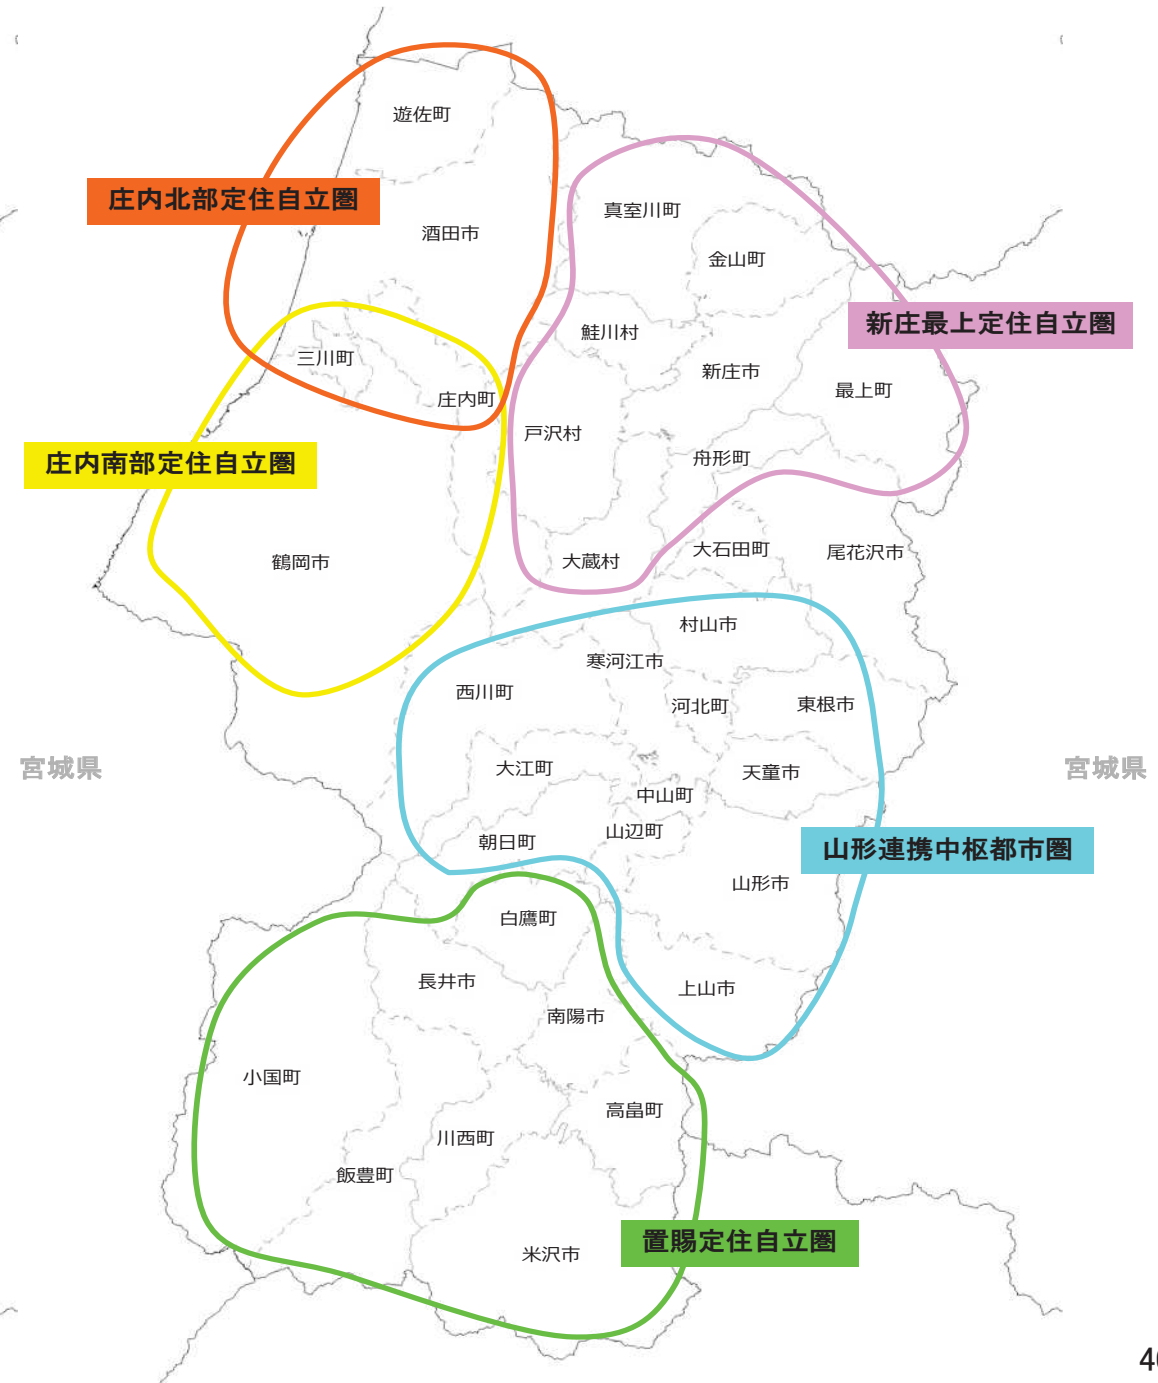 遊佐町
庄内北部定住自立圏
真室川町
酒田市
金山町
新庄最上定住自立圏
鮭川村
三川町
新庄市
最上町
庄内町
戸沢村
庄内南部定住自立圏
舟形町
大石田町
尾花沢市
鶴岡市
大蔵村
村山市
寒河江市
西川町
河北町
東根市
宮城県
大江町
天童市
宮城県
中山町
山辺町
朝日町
山形連携中枢都市圏
山形市
白鷹町
長井市
上山市
南陽市
小国町
高畠町
川西町
飯豊町
置賜定住自立圏
米沢市